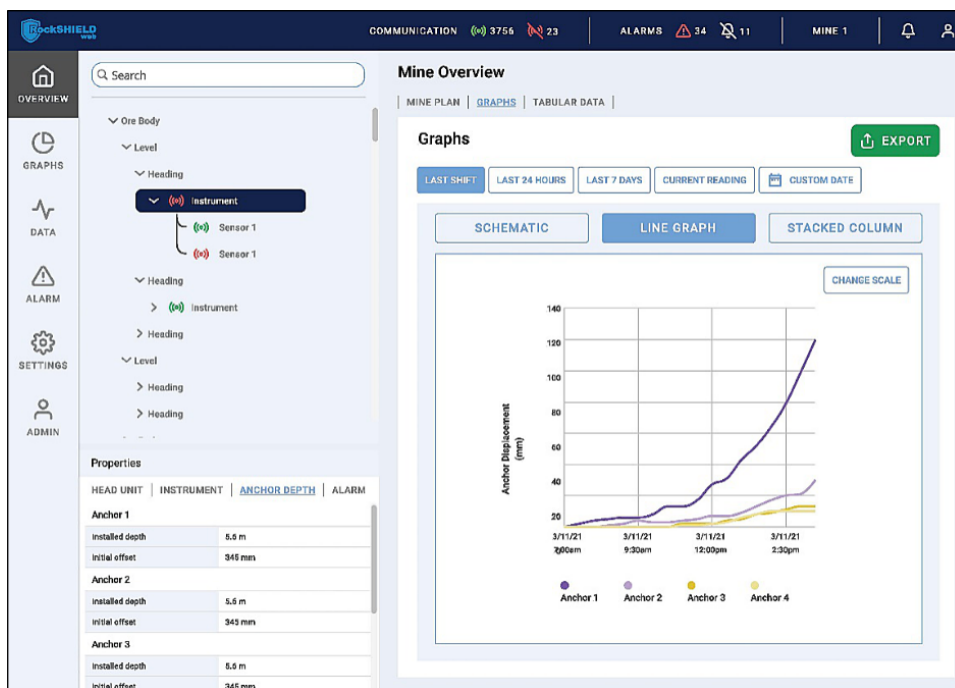 RockSHIELD
web
COMMUNICATION 3756 23
ALARMS 34 11
MINE 1
OVERVIEW
GRAPHS
DATA
ALARM
SETTINGS
ADMIN
Search
Ore Body
Level
Heading
Instrument
Sensor 1
Sensor 1
Heading
Instrument
Heading
Level
Heading
Heading
Properties
HEAD UNIT | INSTRUMENT | ANCHOR DEPTH | ALARM
Anchor 1
Installed depth 5.6 m
Initial offset 345 mm
Anchor 2
Installed depth 5.6 m
Initial offset 345 mm
Anchor 3
Installed depth 5.6 m
Initial offset 345 mm
Mine Overview
| MINE PLAN | GRAPHS | TABULAR DATA |
Graphs
EXPORT
LAST SHIFT
LAST 24 HOURS
LAST 7 DAYS
CURRENT READING
CUSTOM DATE
SCHEMATIC
LINE GRAPH
STACKED COLUMN
CHANGE SCALE
Anchor Displacement
(mm)
140
120
100
80
60
40
20
3/11/21 3/11/21 3/11/21 3/11/21
9:30am 12:00pm 2:30pm
Anchor 1 Anchor 2 Anchor 3 Anchor 4